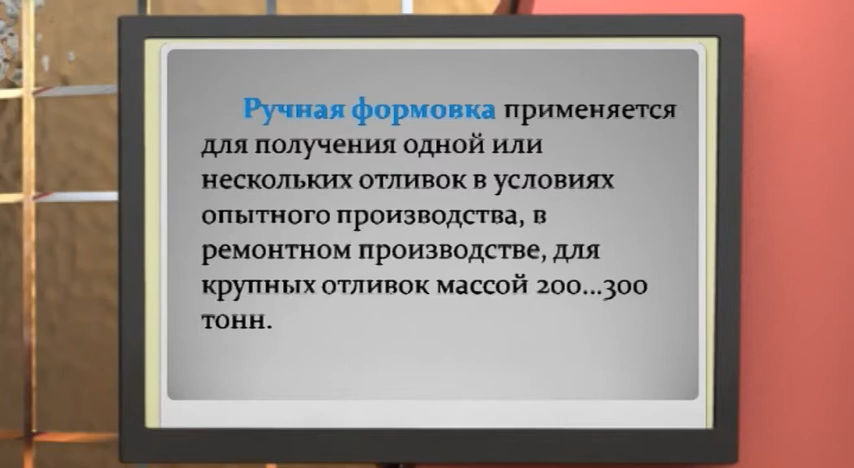 Ручная формовка применяется
для получения одной или
нескольких отливок в условиях
опытного производства, в
ремонтном производстве, для
крупных отливок массой 200...300
тонн.